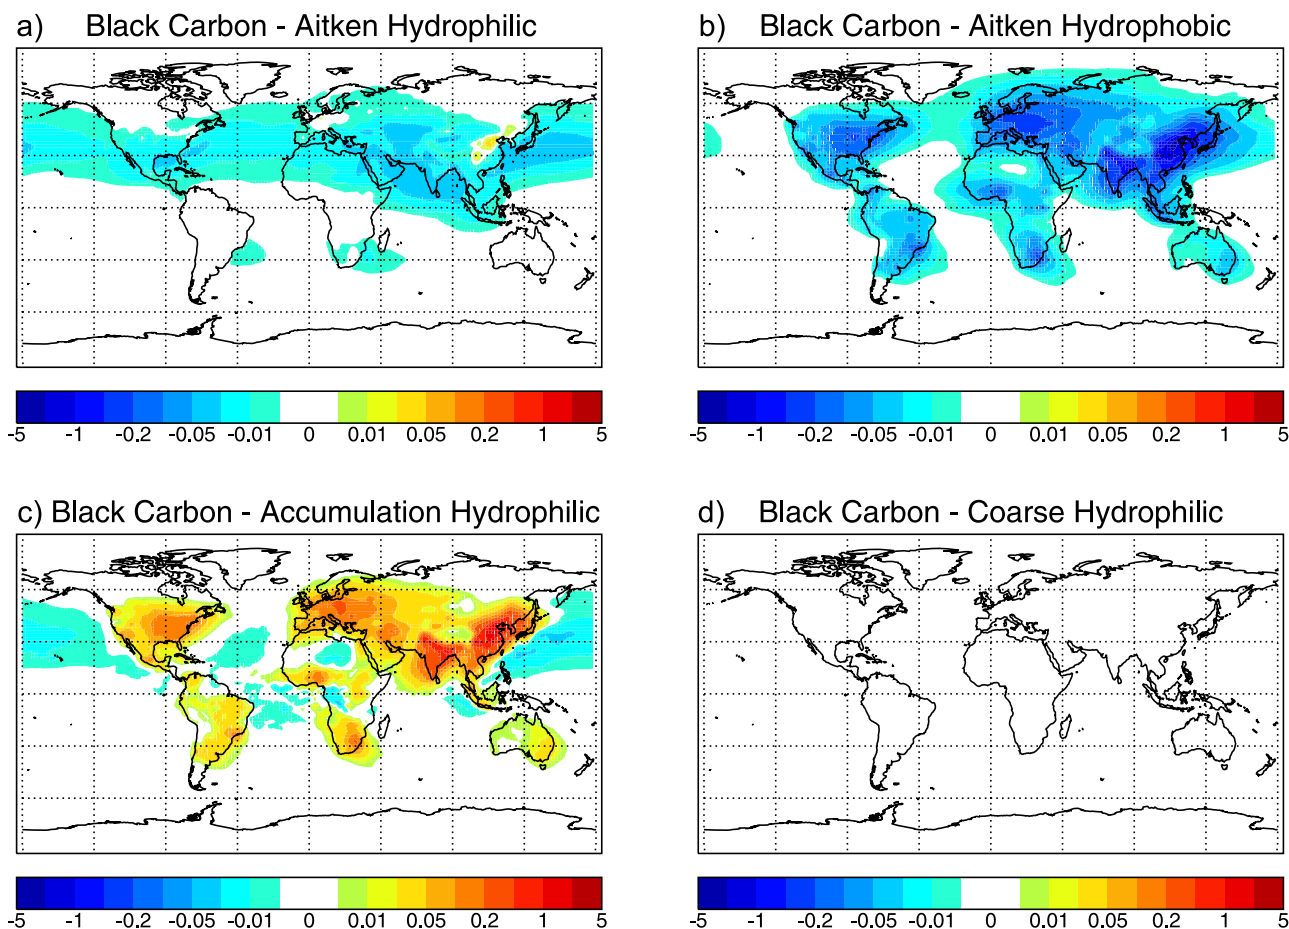 a) Black Carbon - Aitken Hydrophilic
b) Black Carbon - Aitken Hydrophobic
-5 -1 -0.2 -0.05 -0.01 0 0.01 0.05 0.2 1 5
-5 -1 -0.2 -0.05 -0.01 0 0.01 0.05 0.2 1 5
c) Black Carbon - Accumulation Hydrophilic
d) Black Carbon - Coarse Hydrophilic
-5 -1 -0.2 -0.05 -0.01 0 0.01 0.05 0.2 1 5
-5 -1 -0.2 -0.05 -0.01 0 0.01 0.05 0.2 1 5